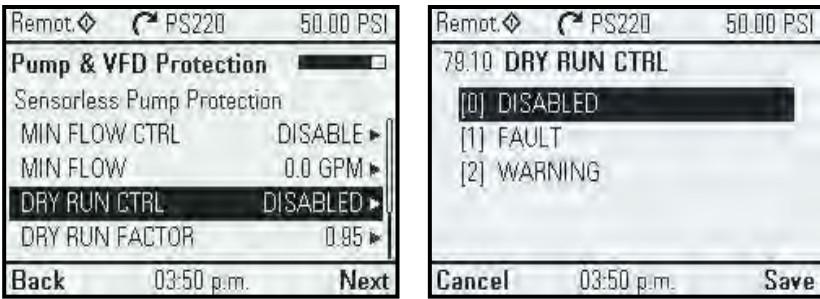 Remot. PS220 50.00 PSI
Pump & VFD Protection
Sensorless Pump Protection
MIN FLOW CTRL DISABLE
MIN FLOW 0.0 GPM
DRY RUN CTRL DISABLED
DRY RUN FACTOR 0.95
Back 03:50 p.m. Next
Remot. PS220 50.00 PSI
79.10 DRY RUN CTRL
[0] DISABLED
[1] FAULT
[2] WARNING
Cancel 03:50 p.m. Save